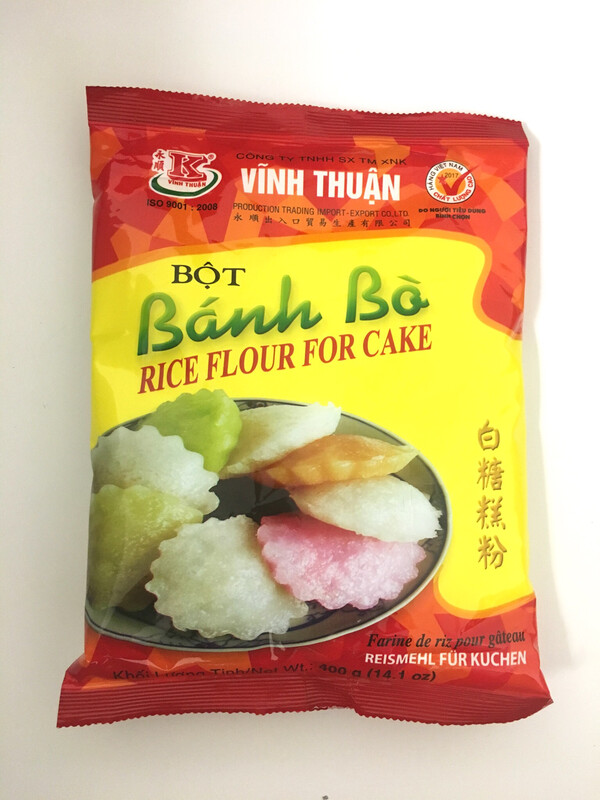 永順
K®
VĨNH THUẬN
ISO 9001 : 2008
CÔNG TY TNHH SX TM XNK
VĨNH THUẬN
PRODUCTION TRADING IMPORT-EXPORT CO.,LTD.
永順出入口貿易生產有限公司
HÀNG VIỆT NAM
2017
CHẤT LƯỢNG CAO
DO NGƯỜI TIÊU DÙNG
BÌNH CHỌN
BỘT
Bánh Bò
RICE FLOUR FOR CAKE
白糖糕粉
Farine de riz pour gâteau
REISMEHL FÜR KUCHEN
Khối Lượng Tịnh/Net Wt.: 400g (14.1 oz)